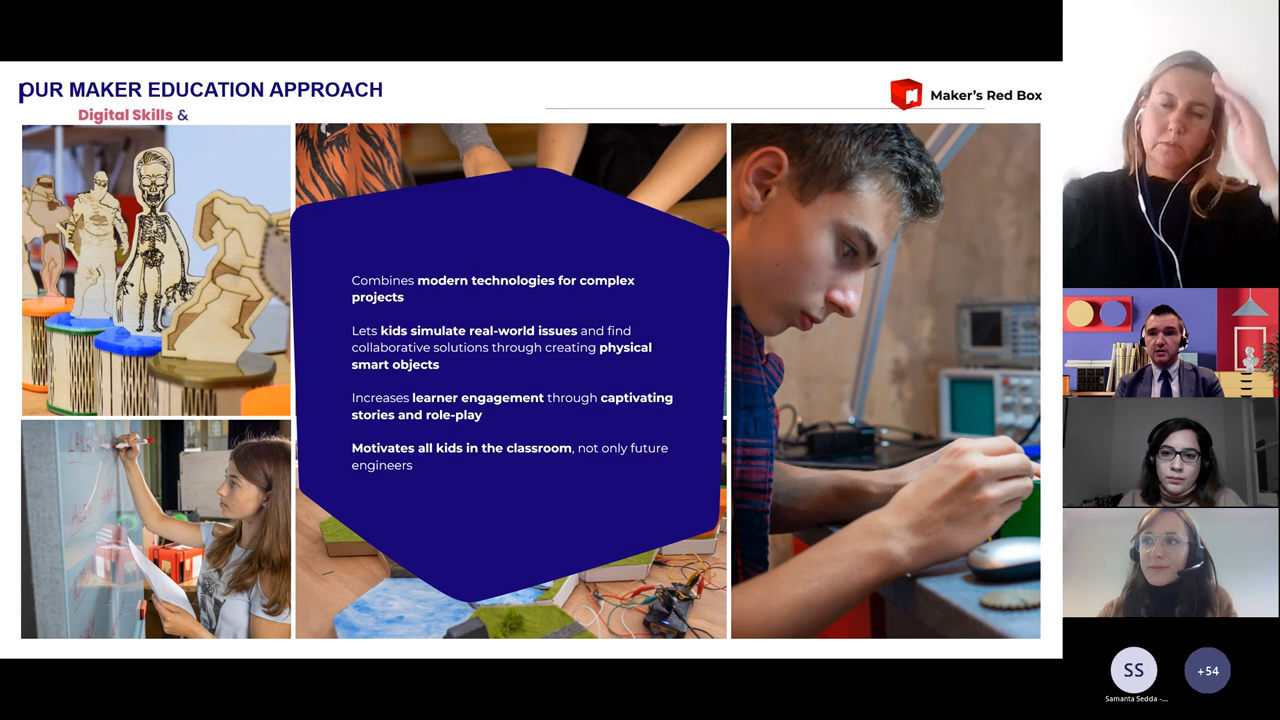 OUR MAKER EDUCATION APPROACH
Digital Skills &
Maker's Red Box
Combines modern technologies for complex
projects
Lets kids simulate real-world issues and find
collaborative solutions through creating physical
smart objects
Increases learner engagement through captivating
stories and role-play
Motivates all kids in the classroom, not only future
engineers
SS
+54
Samanta Sedda -...